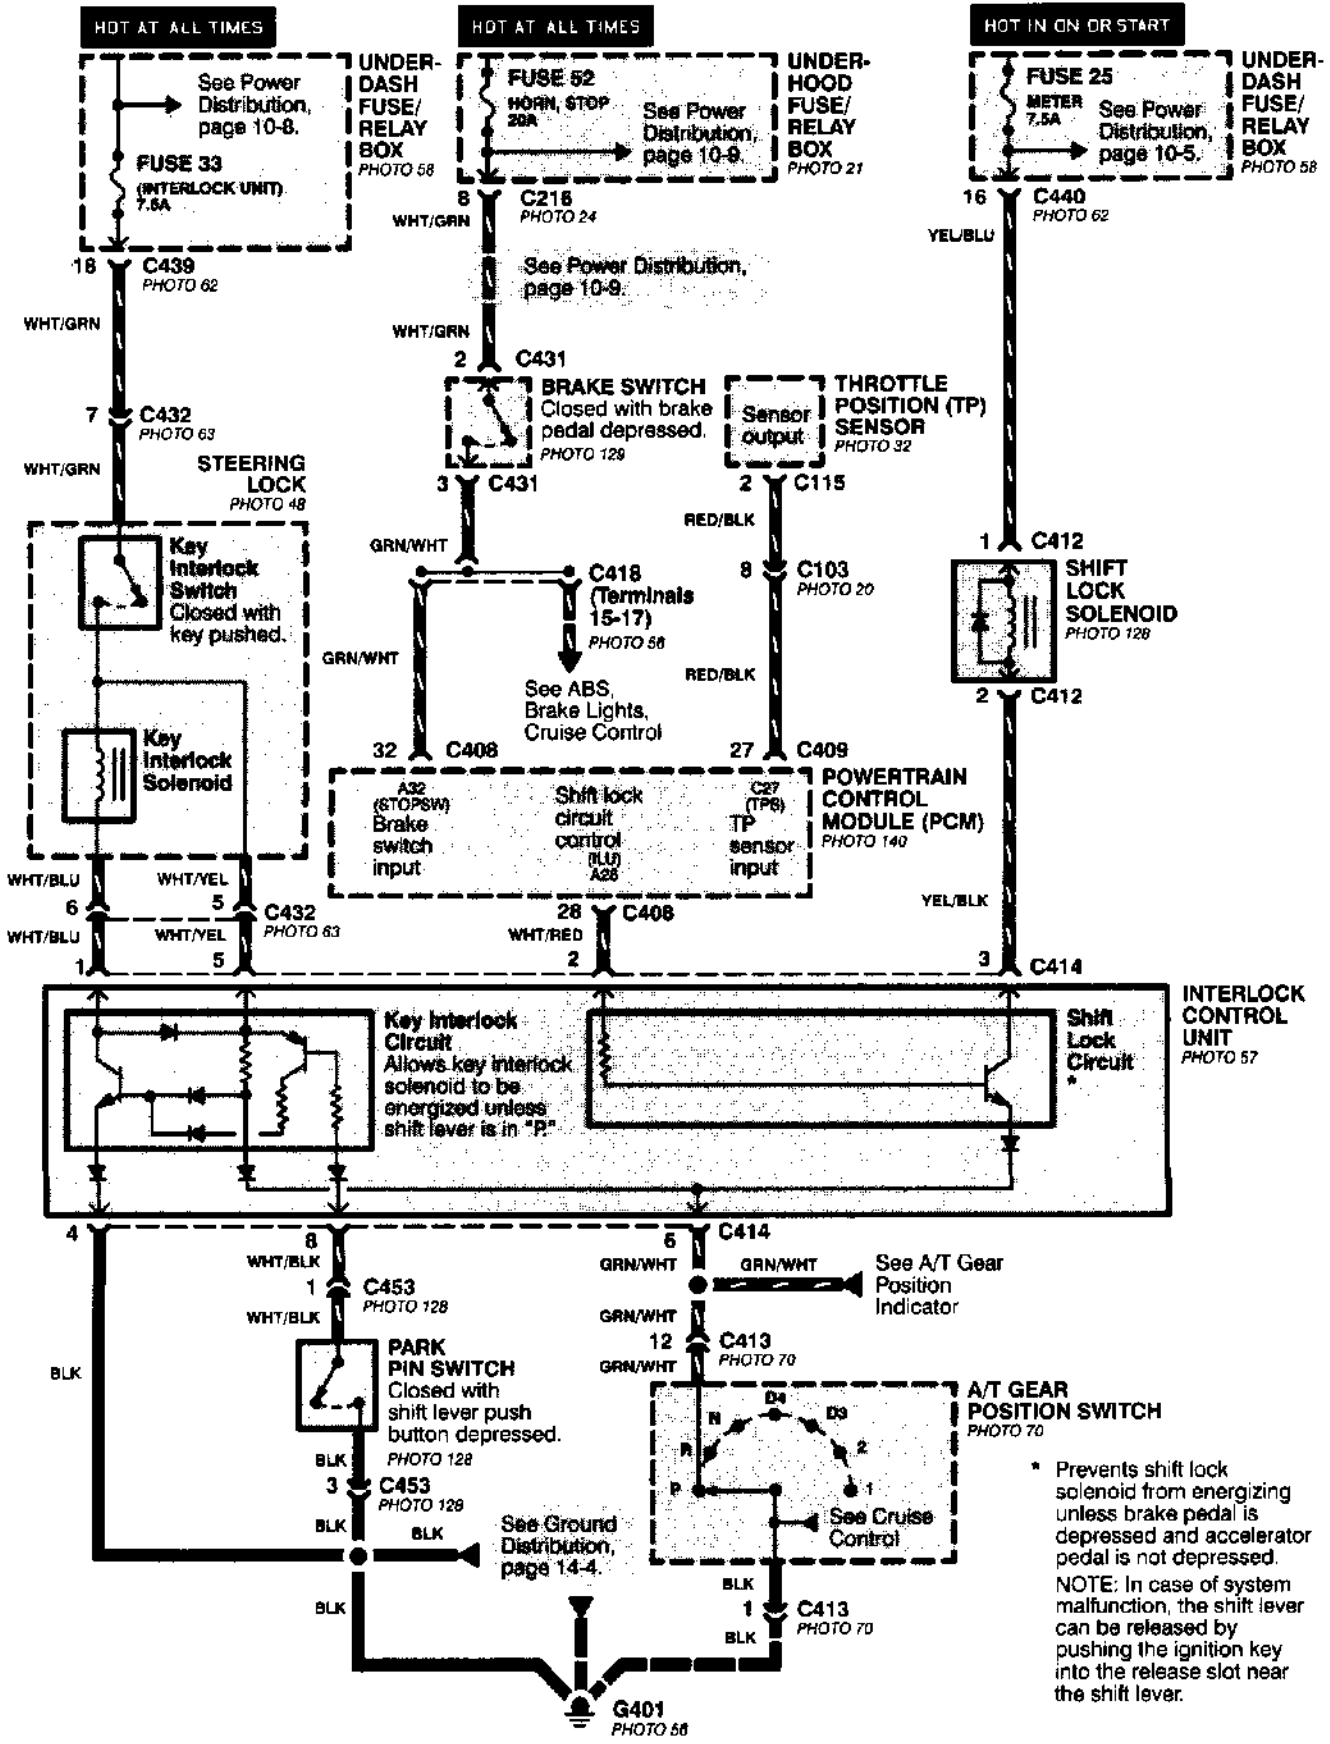 HOT AT ALL TIMES
HOT AT ALL TIMES
HOT IN ON OR START
See Power
Distribution,
page 10-8.
FUSE 33
(INTERLOCK UNIT)
7.5A
UNDER-
DASH
FUSE/
RELAY
BOX
PHOTO 58
FUSE 52
HORN, STOP
20A
See Power
Distribution,
page 10-9.
UNDER-
HOOD
FUSE/
RELAY
BOX
PHOTO 21
FUSE 25
METER
7.5A
See Power
Distribution,
page 10-5.
UNDER-
DASH
FUSE/
RELAY
BOX
PHOTO 58
18
C439
PHOTO 62
8
C216
PHOTO 24
16
C440
PHOTO 62
WHT/GRN
YEL/BLU
See Power Distribution,
page 10-9.
WHT/GRN
WHT/GRN
2
C431
7
C432
PHOTO 63
WHT/GRN
BRAKE SWITCH
Closed with brake
pedal depressed.
PHOTO 129
Sensor
output
THROTTLE
POSITION (TP)
SENSOR
PHOTO 32
STEERING
LOCK
PHOTO 48
3
C431
2
C115
RED/BLK
GRN/WHT
8
C103
PHOTO 20
1
C412
Key
Interlock
Switch
Closed with
key pushed.
C418
(Terminals
15-17)
PHOTO 56
SHIFT
LOCK
SOLENOID
PHOTO 128
GRN/WHT
RED/BLK
See ABS,
Brake Lights,
Cruise Control
2
C412
Key
Interlock
Solenoid
32
C408
27
C409
A32
(STOPSW)
Brake
switch
input
Shift lock
circuit
control
(ILU)
A28
C27
(TPS)
TP
sensor
input
POWERTRAIN
CONTROL
MODULE (PCM)
PHOTO 140
WHT/BLU
WHT/YEL
YEL/BLK
6
5
C432
PHOTO 63
28
C408
WHT/BLU
WHT/YEL
WHT/RED
1
5
2
3
C414
Key Interlock
Circuit
Allows key interlock
solenoid to be
energized unless
shift lever is in "P."
Shift
Lock
Circuit
*
INTERLOCK
CONTROL
UNIT
PHOTO 57
4
8
6
C414
WHT/BLK
GRN/WHT
GRN/WHT
See A/T Gear
Position
Indicator
1
C453
PHOTO 128
WHT/BLK
GRN/WHT
12
C413
PHOTO 70
GRN/WHT
BLK
PARK
PIN SWITCH
Closed with
shift lever push
button depressed.
PHOTO 128
A/T GEAR
POSITION SWITCH
PHOTO 70
P
R
N
D4
D3
2
1
See Cruise
Control
BLK
3
C453
PHOTO 128
BLK
BLK
See Ground
Distribution,
page 14-4.
* Prevents shift lock
solenoid from energizing
unless brake pedal is
depressed and accelerator
pedal is not depressed.
NOTE: In case of system
malfunction, the shift lever
can be released by
pushing the ignition key
into the release slot near
the shift lever.
BLK
BLK
1
C413
PHOTO 70
BLK
G401
PHOTO 56